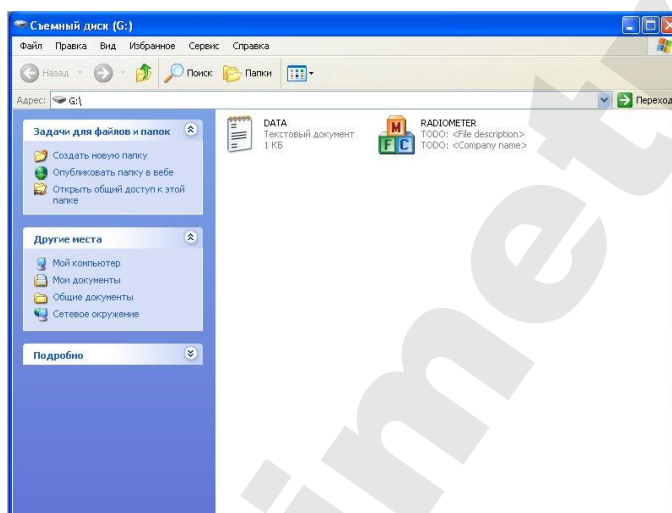 Съемный диск (G:)
Файл Правка Вид Избранное Сервис Справка
Назад Поиск Папки
Адрес: G:\ Переход
Задачи для файлов и папок
Создать новую папку
Опубликовать папку в вебе
Открыть общий доступ к этой
папке
Другие места
Мой компьютер
Мои документы
Общие документы
Сетевое окружение
Подробно
DATA
Текстовый документ
1 КБ
M
F C
RADIOMETER
TODO: <File description>
TODO: <Company name>